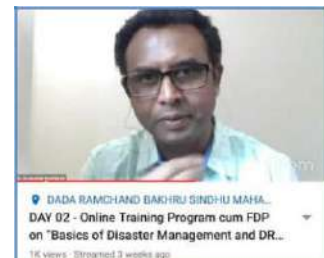 DADA RAMCHAND BAKHRU SINDHU MAHA...
DAY 02 - Online Training Program cum FDP
on "Basics of Disaster Management and DR...
1K views · Streamed 3 weeks ago